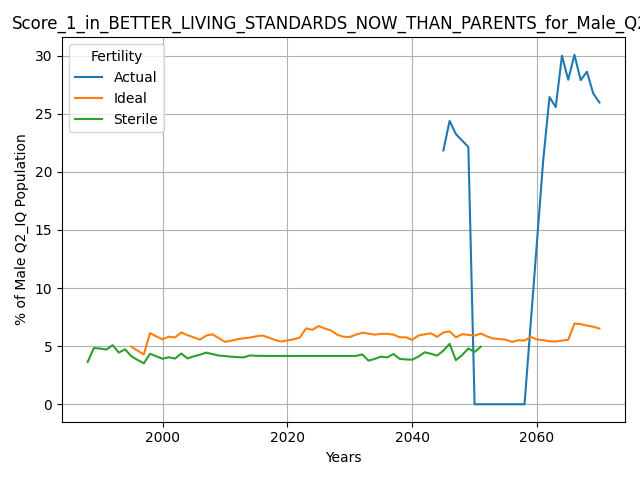 Score_1_in_BETTER_LIVING_STANDARDS_NOW_THAN_PARENTS_for_Male_Q2
Fertility
Actual
Ideal
Sterile
30
25
20
15
10
5
0
% of Male Q2_IQ Population
2000
2020
2040
2060
Years